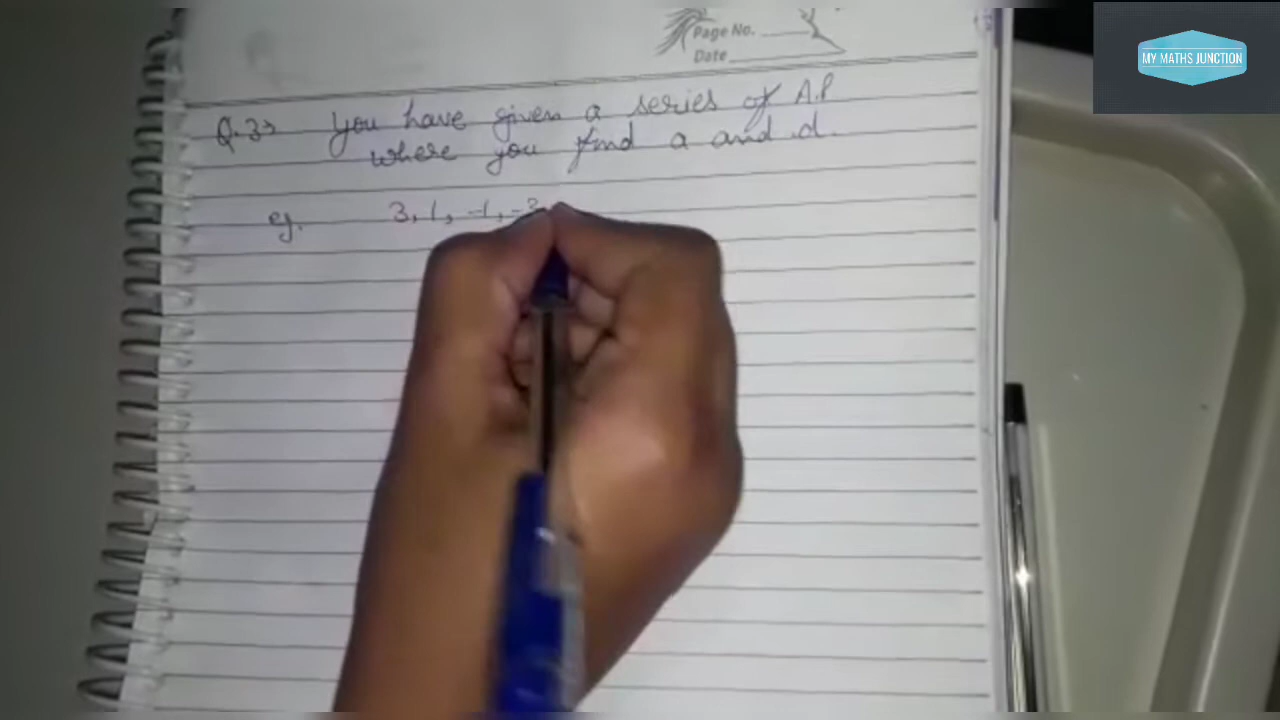 Page No.
Date
MY MATHS JUNCTION
Q.3⇒ You have given a series of A.P
where you find a and d.
eg. 3, 1, -1, -3